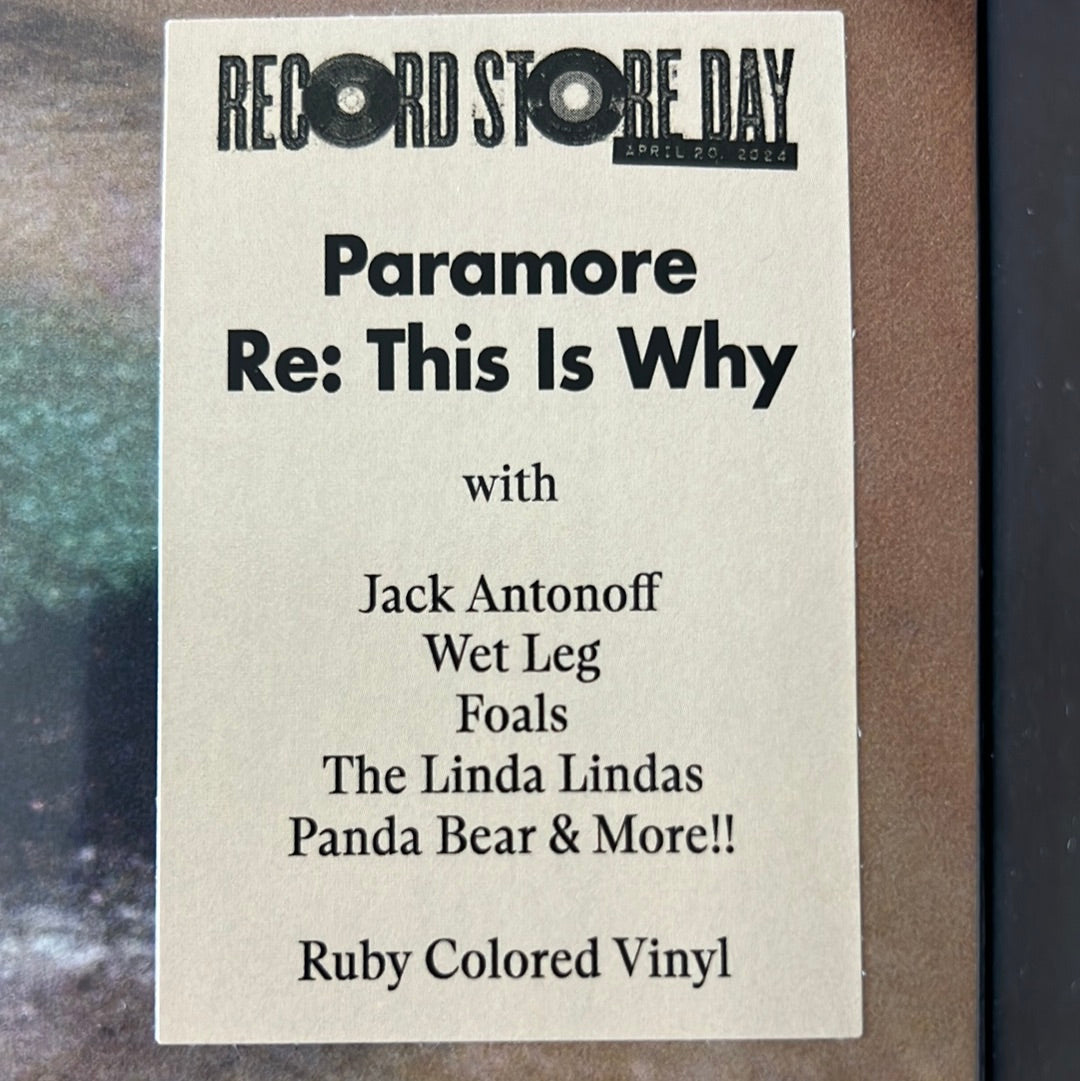 RECORD STORE DAY
APRIL 20, 2024
Paramore
Re: This Is Why
with
Jack Antonoff
Wet Leg
Foals
The Linda Lindas
Panda Bear & More!!
Ruby Colored Vinyl